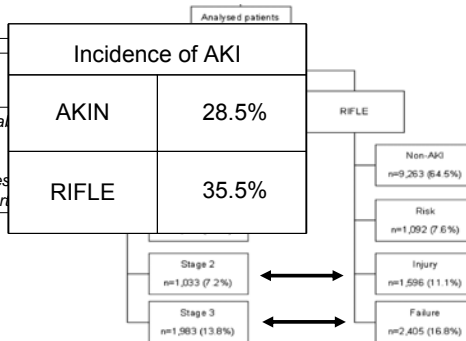 Analysed patients
Incidence of AKI
AKIN 28.5%
RIFLE 35.5%
RIFLE
Non-AKI
n=9,263 (64.5%)
Risk
n=1,092 (7.6%)
Stage 2
n=1,033 (7.2%)
Injury
n=1,596 (11.1%)
Stage 3
n=1,983 (13.8%)
Failure
n=2,405 (16.8%)